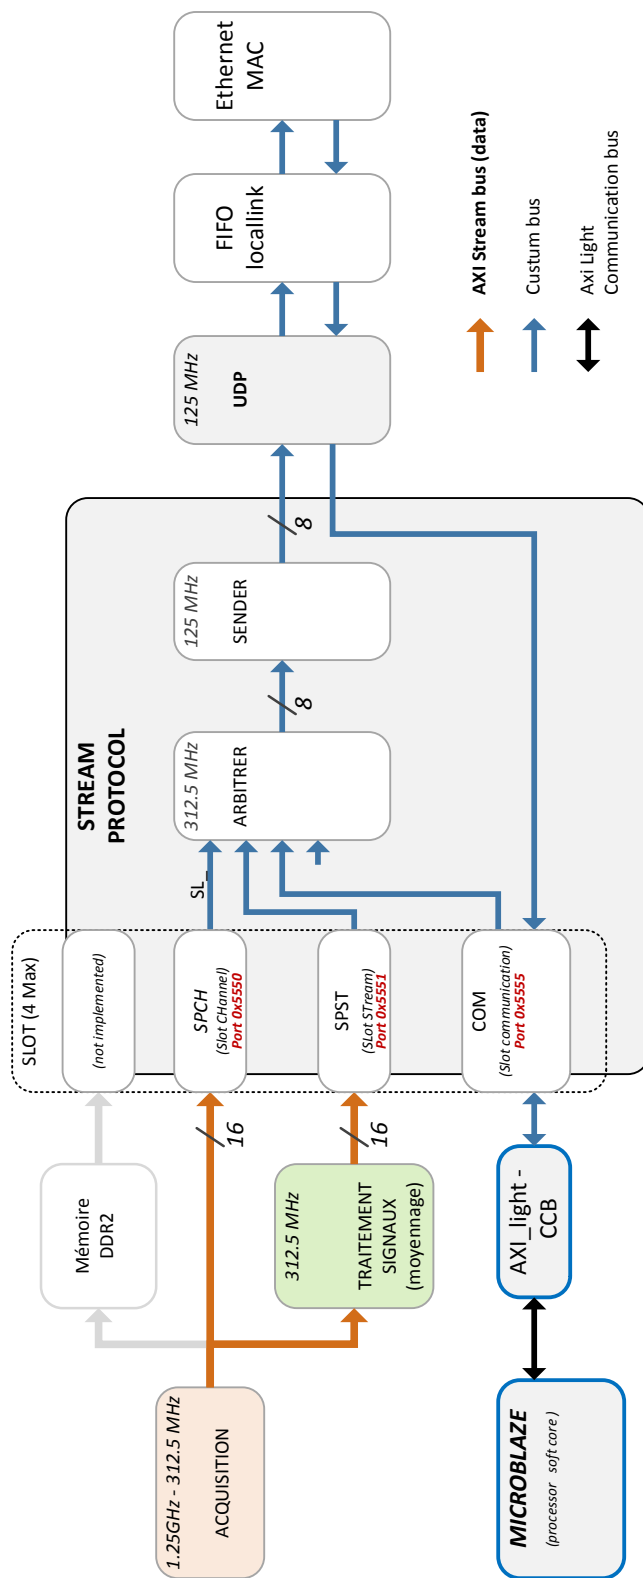 SLOT (4 Max)
STREAM
PROTOCOL
1.25GHz - 312.5 MHz
ACQUISITION
Mémoire
DDR2
312.5 MHz
TRAITEMENT
SIGNAUX
(moyennage)
MICROBLAZE
(processor soft core )
AXI_light -
CCB
16
16
(not implemented)
SPCH
(Slot CHannel)
Port 0x5550
SPST
(SLot STream)
Port 0x5551
COM
(Slot communication)
Port 0x5555
SL_
312.5 MHz
ARBITRER
8
125 MHz
SENDER
8
125 MHz
UDP
FIFO
locallink
Ethernet
MAC
AXI Stream bus (data)
Custum bus
Axi Light
Communication bus